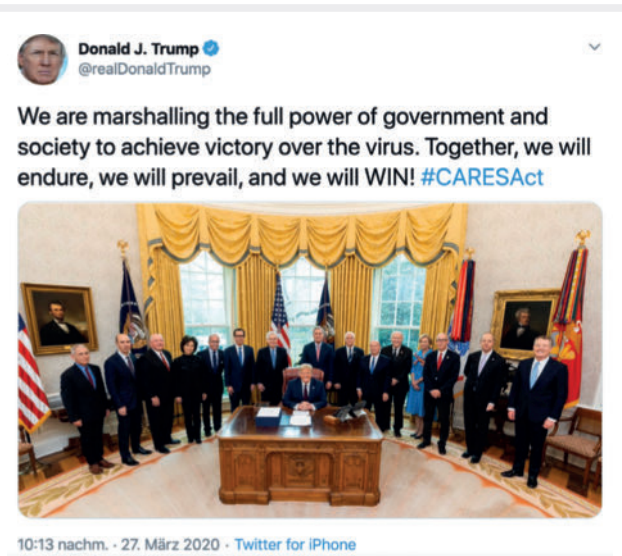 Donald J. Trump
@realDonaldTrump
We are marshalling the full power of government and
society to achieve victory over the virus. Together, we will
endure, we will prevail, and we will WIN! #CARESAct
10:13 nachm. · 27. März 2020 · Twitter for iPhone